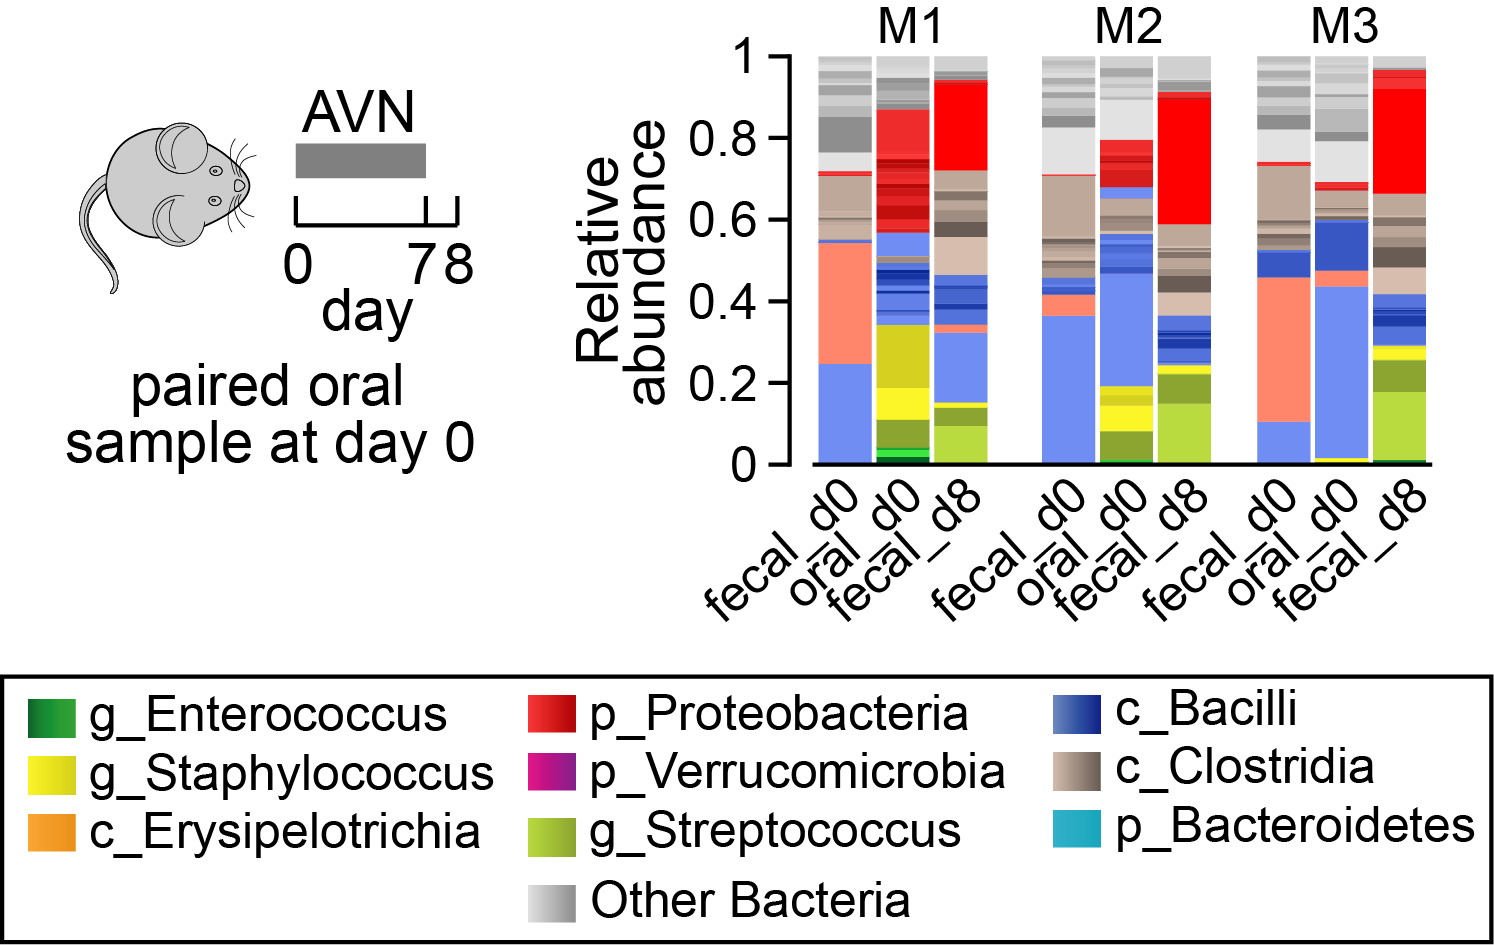 AVN
0 7 8
day
paired oral
sample at day 0
M1 M2 M3
Relative
abundance
1
0.8
0.6
0.4
0.2
0
fecal_d0
oral_d0
fecal_d8
fecal_d0
oral_d0
fecal_d8
fecal_d0
oral_d0
fecal_d8
g_Enterococcus
g_Staphylococcus
c_Erysipelotrichia
p_Proteobacteria
p_Verrucomicrobia
g_Streptococcus
Other Bacteria
c_Bacilli
c_Clostridia
p_Bacteroidetes